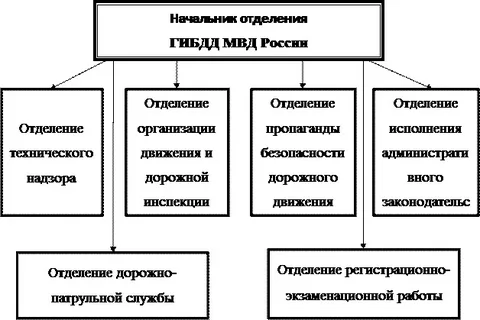 Начальник отделения
ГИБДД МВД России
Отделение
технического
надзора
Отделение
организации
движения и
дорожной
инспекции
Отделение
пропаганды
безопасности
дорожного
движения
Отделение
исполнения
администрати
вного
законодательс
Отделение дорожно-
патрульной службы
Отделение регистрационно-
экзаменационной работы